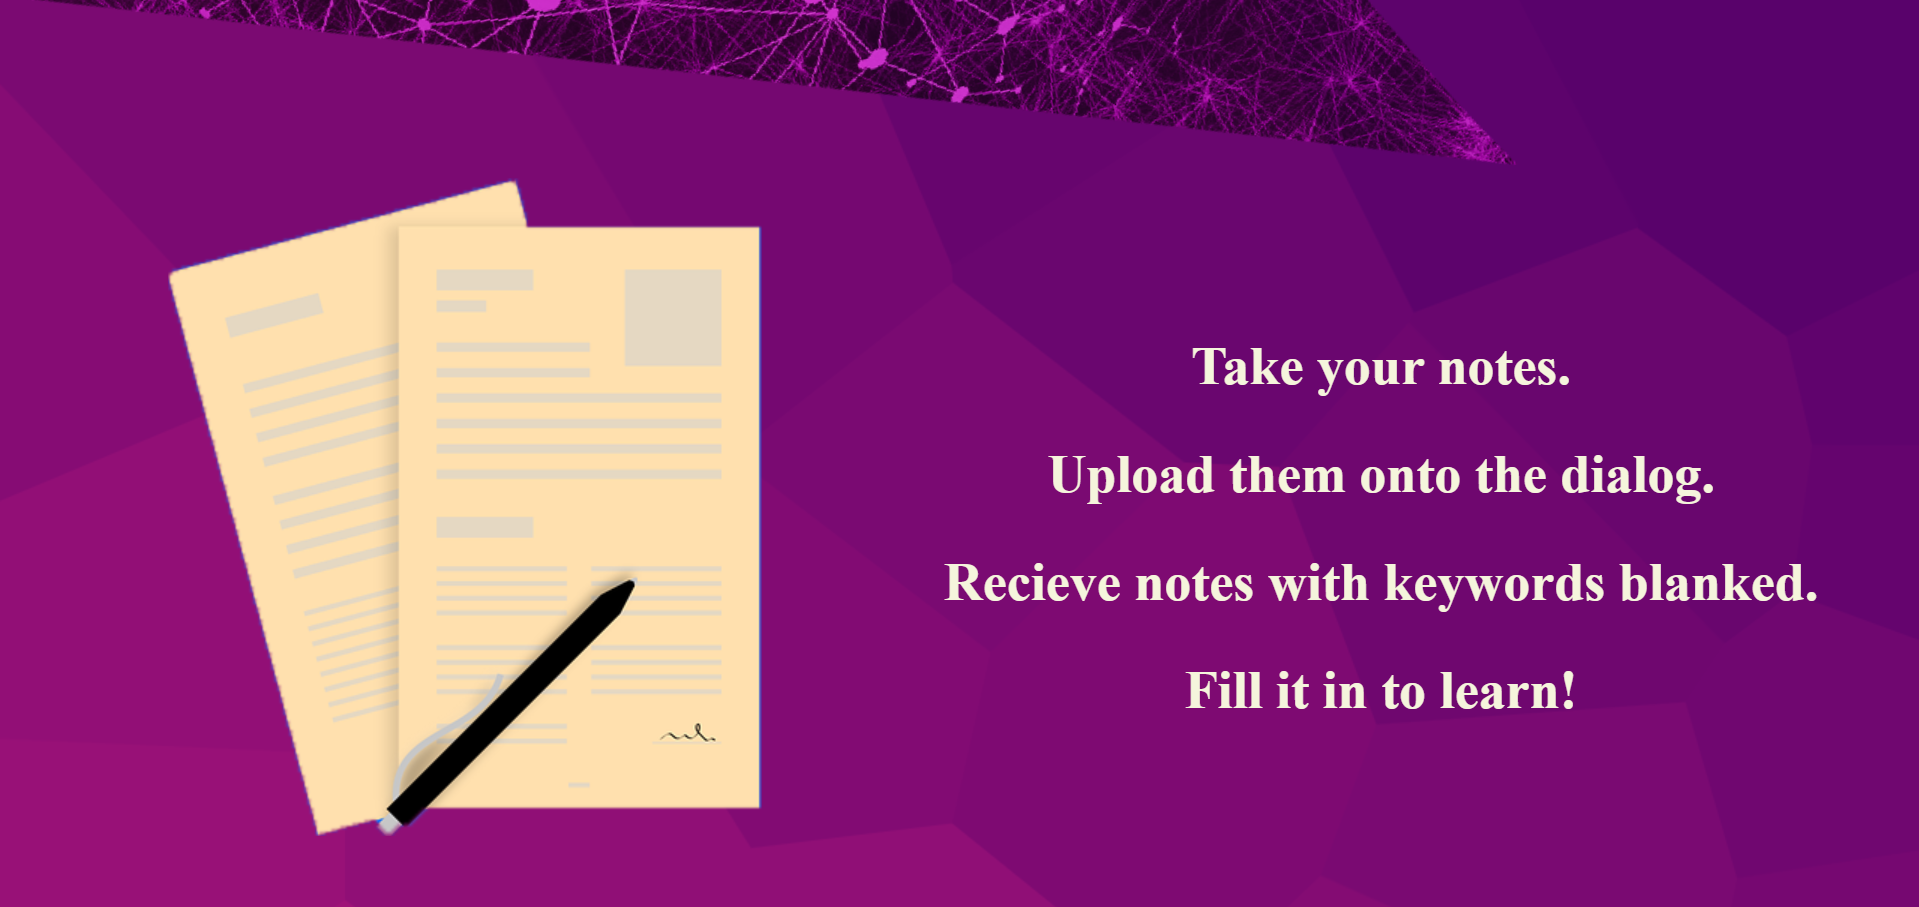 Take your notes.
Upload them onto the dialog.
Recieve notes with keywords blanked.
Fill it in to learn!